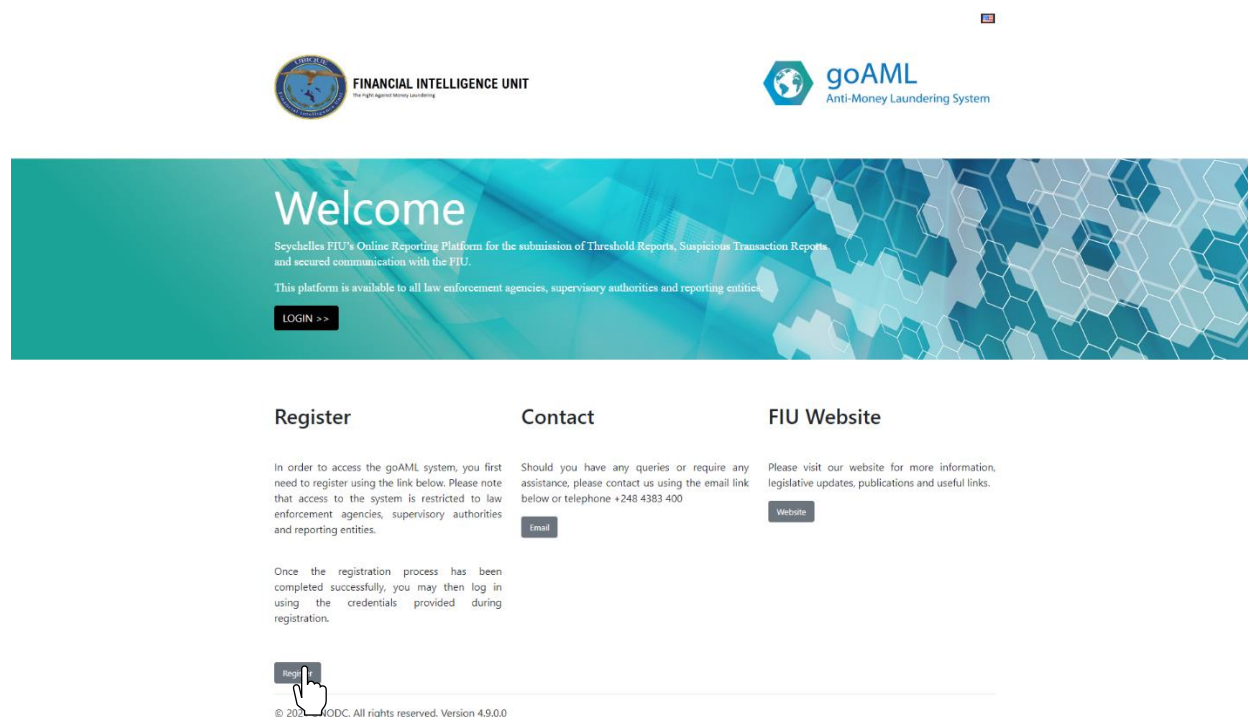 UBIQUE
FINANCIAL INTELLIGENCE UNIT
The Fight Against Money Laundering
goAML
Anti-Money Laundering System
Welcome
Seychelles FIU's Online Reporting Platform for the submission of Threshold Reports, Suspicious Transaction Reports
and secured communication with the FIU.
This platform is available to all law enforcement agencies, supervisory authorities and reporting entities.
LOGIN >>
Register
In order to access the goAML system, you first
need to register using the link below. Please note
that access to the system is restricted to law
enforcement agencies, supervisory authorities
and reporting entities.
Once the registration process has been
completed successfully, you may then log in
using the credentials provided during
registration.
Register
Contact
Should you have any queries or require any
assistance, please contact us using the email link
below or telephone +248 4383 400
Email
FIU Website
Please visit our website for more information,
legislative updates, publications and useful links.
Website
© 202 NODC. All rights reserved. Version 4.9.0.0